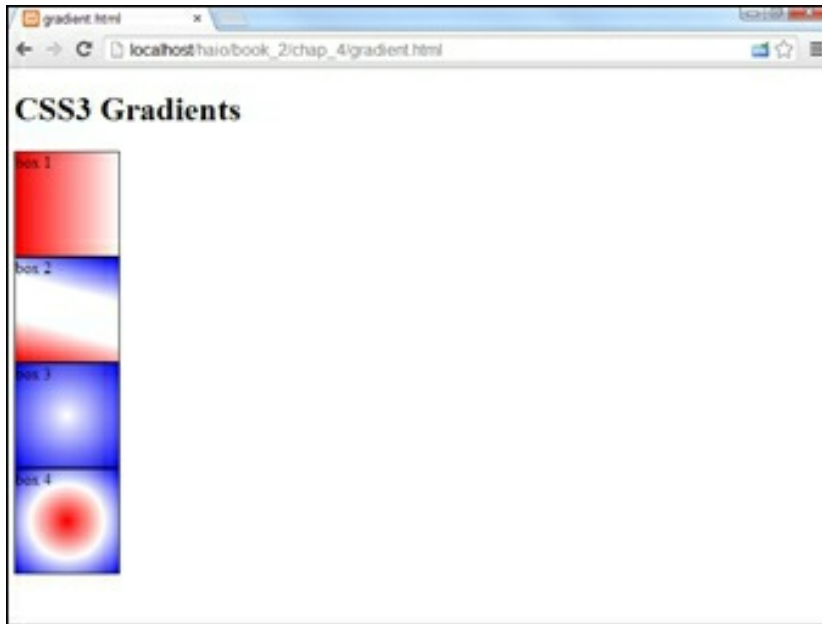 gradient.html
localhost/haio/book_2/chap_4/gradient.html
CSS3 Gradients
box 1
box 2
box 3
box 4